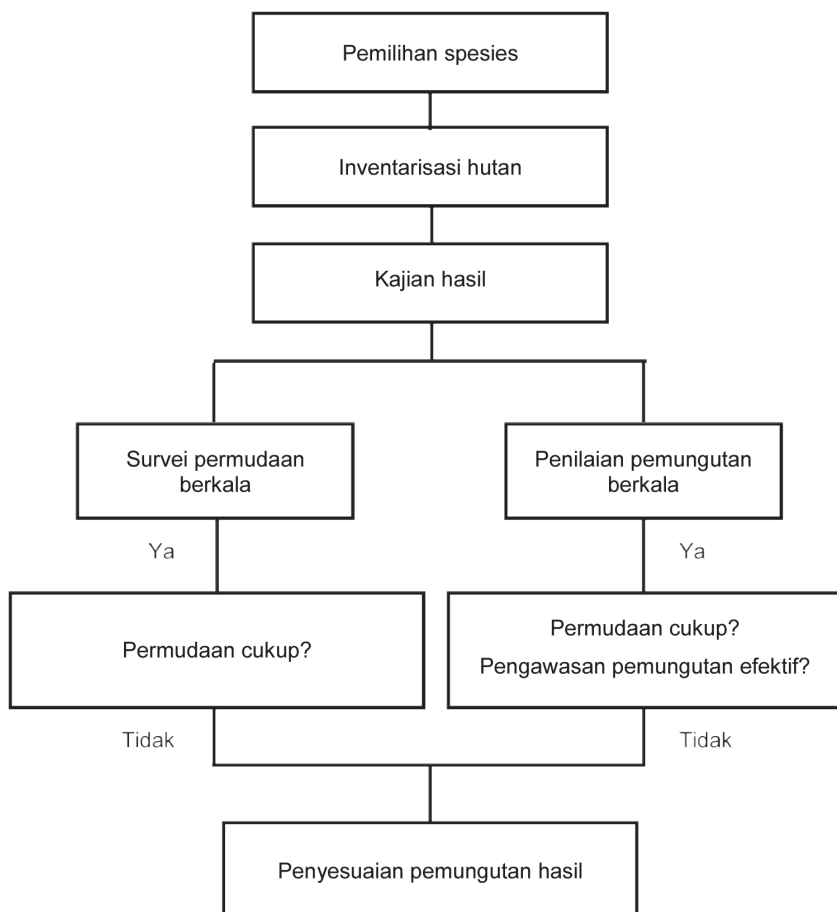 Pemilihan spesies
Inventarisasi hutan
Kajian hasil
Survei permudaan
berkala
Penilaian pemungutan
berkala
Ya
Ya
Permudaan cukup?
Permudaan cukup?
Pengawasan pemungutan efektif?
Tidak
Tidak
Penyesuaian pemungutan hasil